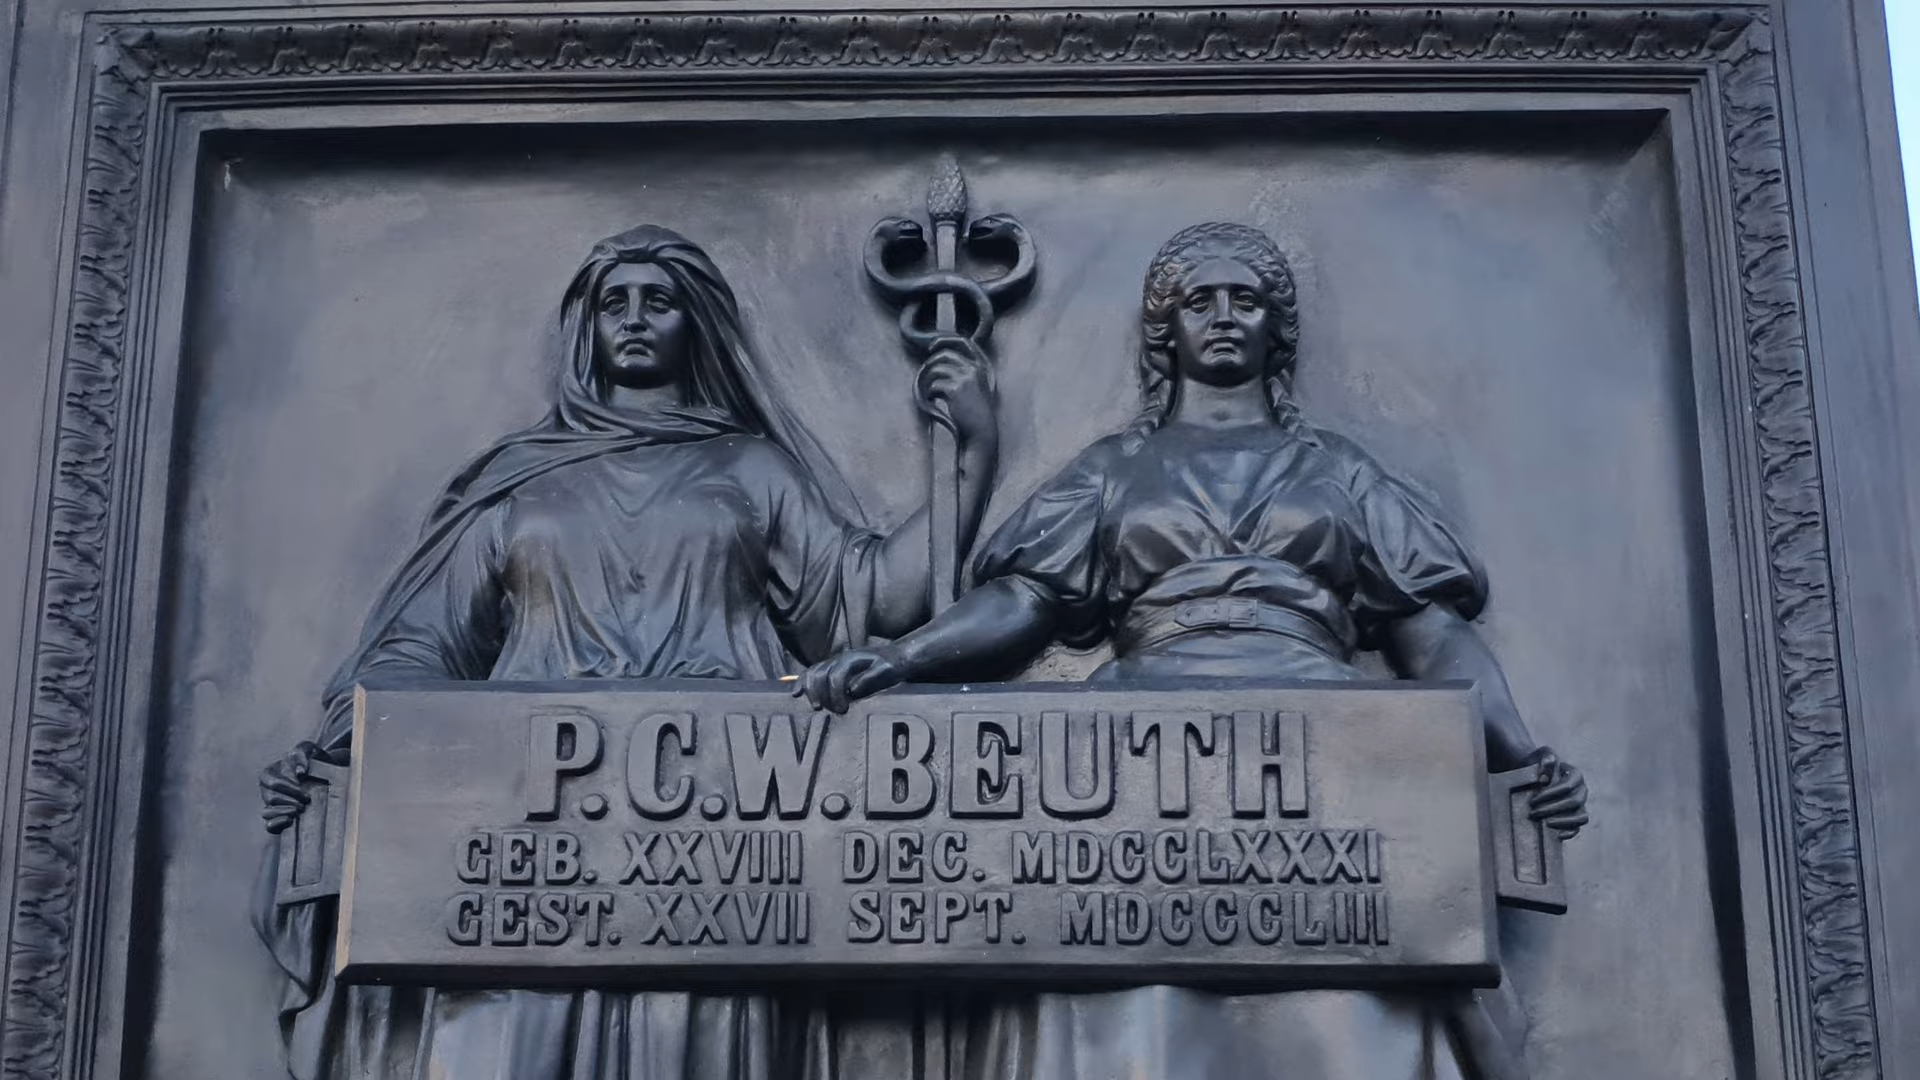 P.C.W.BEUTH
GEB. XXVIII DEC. MDCCLXXXI
GEST. XXVII SEPT. MDCCCLIII